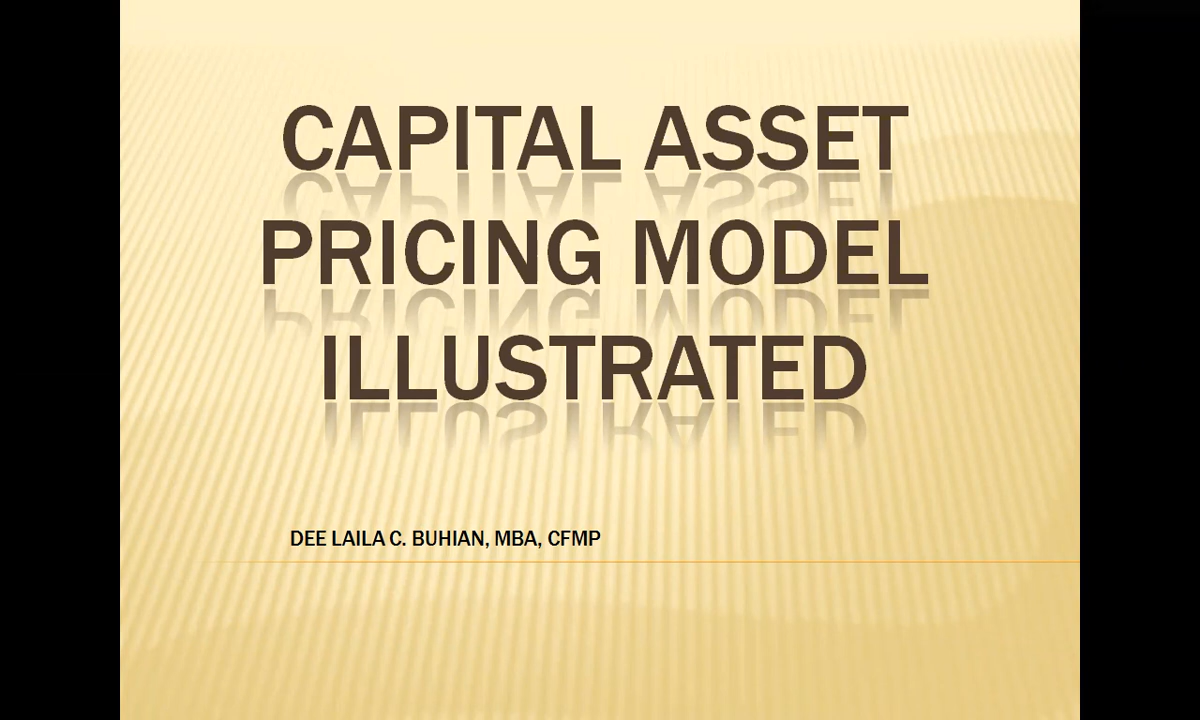 CAPITAL ASSET
PRICING MODEL
ILLUSTRATED
DEE LAILA C. BUHIAN, MBA, CFMP